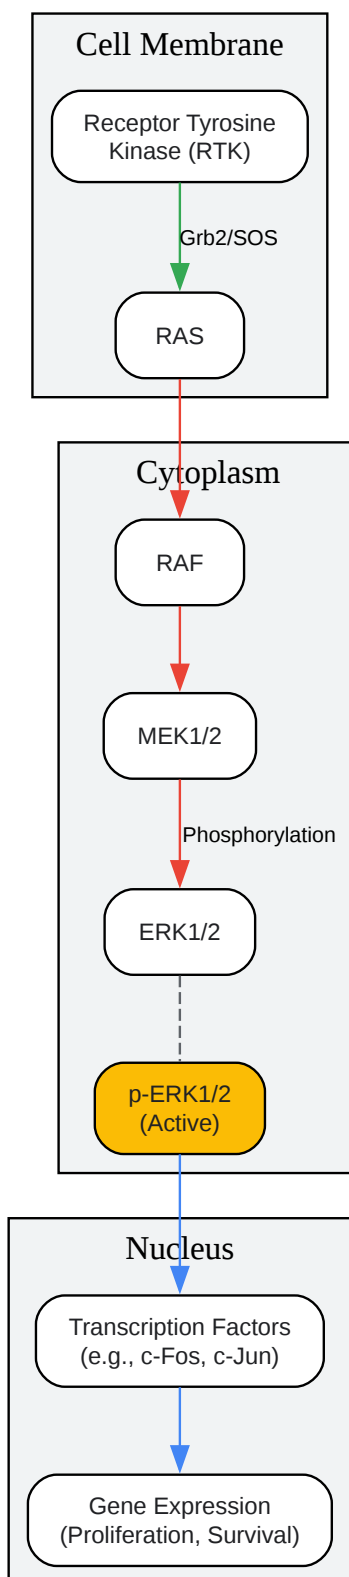 Cell Membrane
Receptor Tyrosine
Kinase (RTK)
Grb2/SOS
RAS
Cytoplasm
RAF
MEK1/2
Phosphorylation
ERK1/2
p-ERK1/2
(Active)
Nucleus
Transcription Factors
(e.g., c-Fos, c-Jun)
Gene Expression
(Proliferation, Survival)